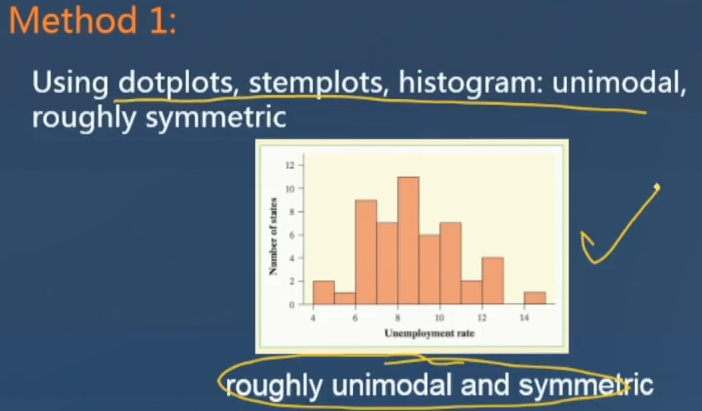 Method 1:
Using dotplots, stemplots, histogram: unimodal,
roughly symmetric
12
10
8
6
4
2
0
Number of states
4 6 8 10 12 14
Unemployment rate
roughly unimodal and symmetric